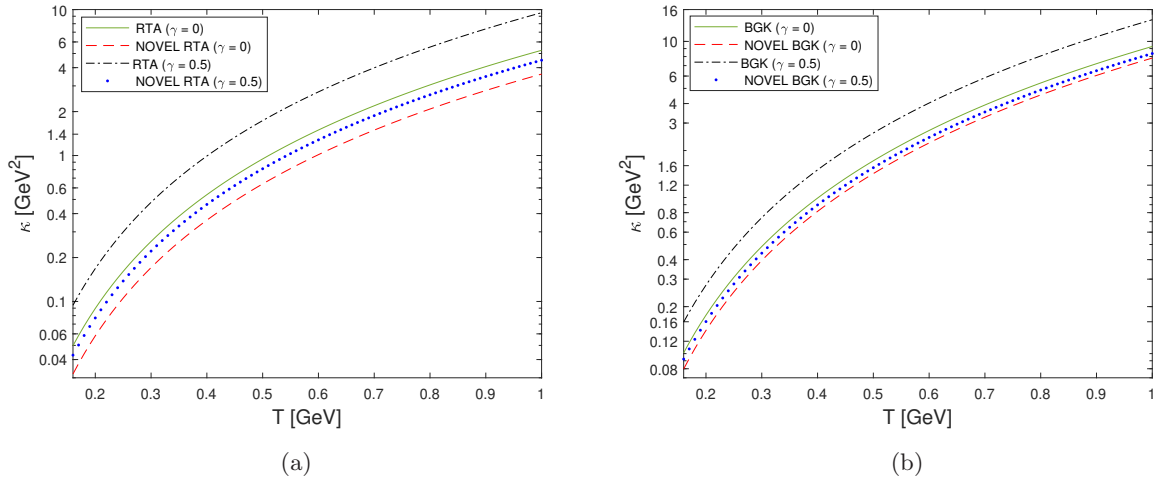 RTA (γ = 0)
NOVEL RTA (γ = 0)
RTA (γ = 0.5)
NOVEL RTA (γ = 0.5)
10
6
4
2
1.4
1
0.6
0.4
0.2
0.1
0.06
0.04
κ [GeV²]
0.2 0.3 0.4 0.5 0.6 0.7 0.8 0.9 1
T [GeV]
(a)
BGK (γ = 0)
NOVEL BGK (γ = 0)
BGK (γ = 0.5)
NOVEL BGK (γ = 0.5)
16
10
6
4
3
1.6
1.2
0.8
0.6
0.4
0.3
0.2
0.16
0.12
0.08
κ [GeV²]
0.2 0.3 0.4 0.5 0.6 0.7 0.8 0.9 1
T [GeV]
(b)